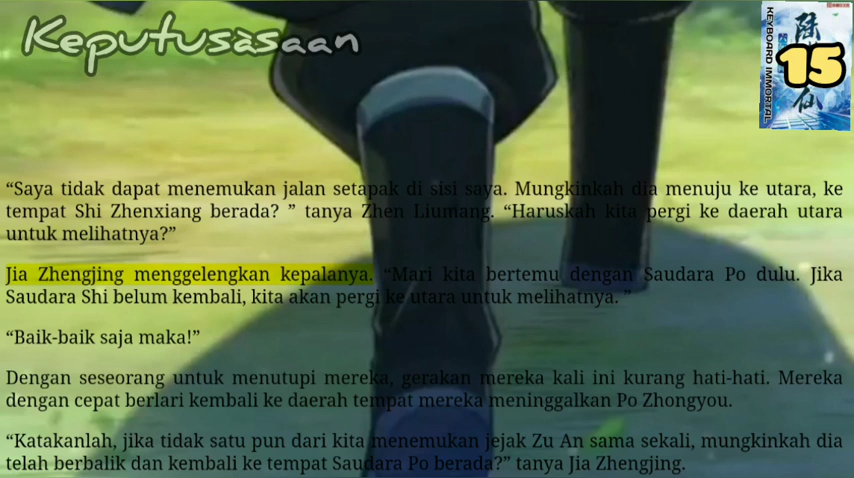 Keputusasaan
KEYBOARD IMMORTAL
陆
仙
15
“Saya tidak dapat menemukan jalan setapak di sisi saya. Mungkinkah dia menuju ke utara, ke
tempat Shi Zhenxiang berada? ” tanya Zhen Liumang. “Haruskah kita pergi ke daerah utara
untuk melihatnya?”
Jia Zhengjing menggelengkan kepalanya. “Mari kita bertemu dengan Saudara Po dulu. Jika
Saudara Shi belum kembali, kita akan pergi ke utara untuk melihatnya. ”
“Baik-baik saja maka!”
Dengan seseorang untuk menutupi mereka, gerakan mereka kali ini kurang hati-hati. Mereka
dengan cepat berlari kembali ke daerah tempat mereka meninggalkan Po Zhongyou.
“Katakanlah, jika tidak satu pun dari kita menemukan jejak Zu An sama sekali, mungkinkah dia
telah berbalik dan kembali ke tempat Saudara Po berada?” tanya Jia Zhengjing.